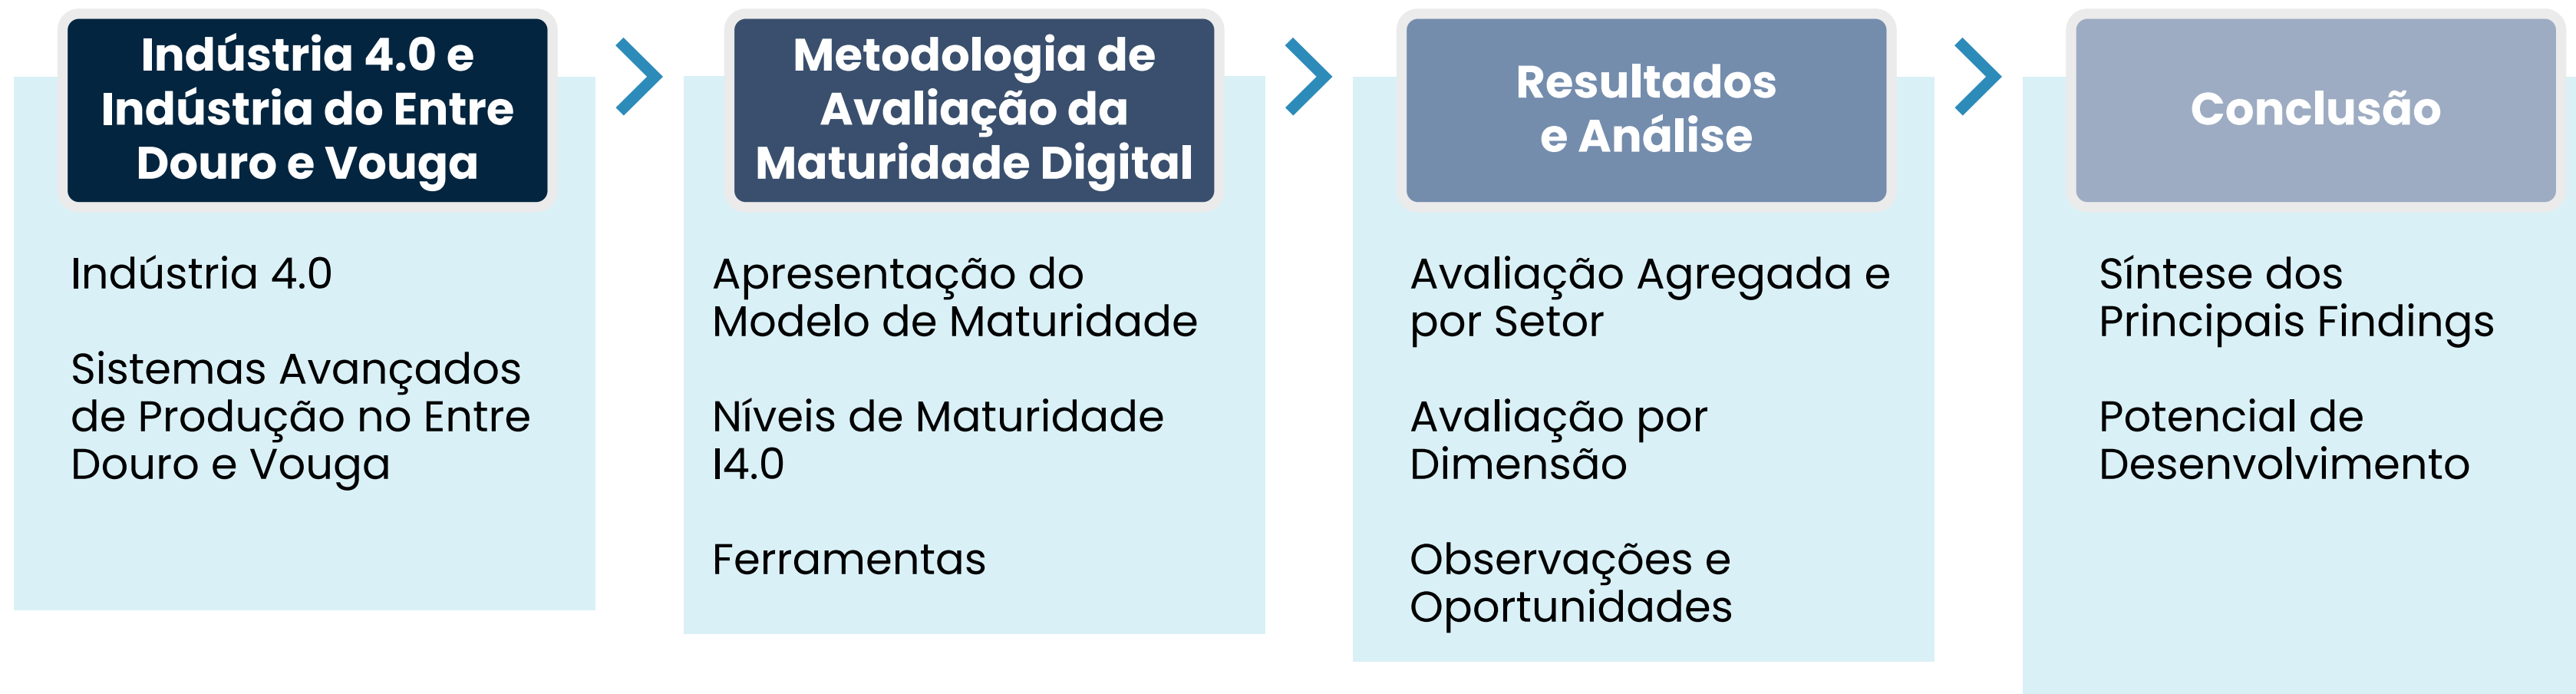 Indústria 4.0 e
Indústria do Entre
Douro e Vouga
Indústria 4.0
Sistemas Avançados
de Produção no Entre
Douro e Vouga
Metodologia de
Avaliação da
Maturidade Digital
Apresentação do
Modelo de Maturidade
Níveis de Maturidade
I4.0
Ferramentas
Resultados
e Análise
Avaliação Agregada e
por Setor
Avaliação por
Dimensão
Observações e
Oportunidades
Conclusão
Síntese dos
Principais Findings
Potencial de
Desenvolvimento